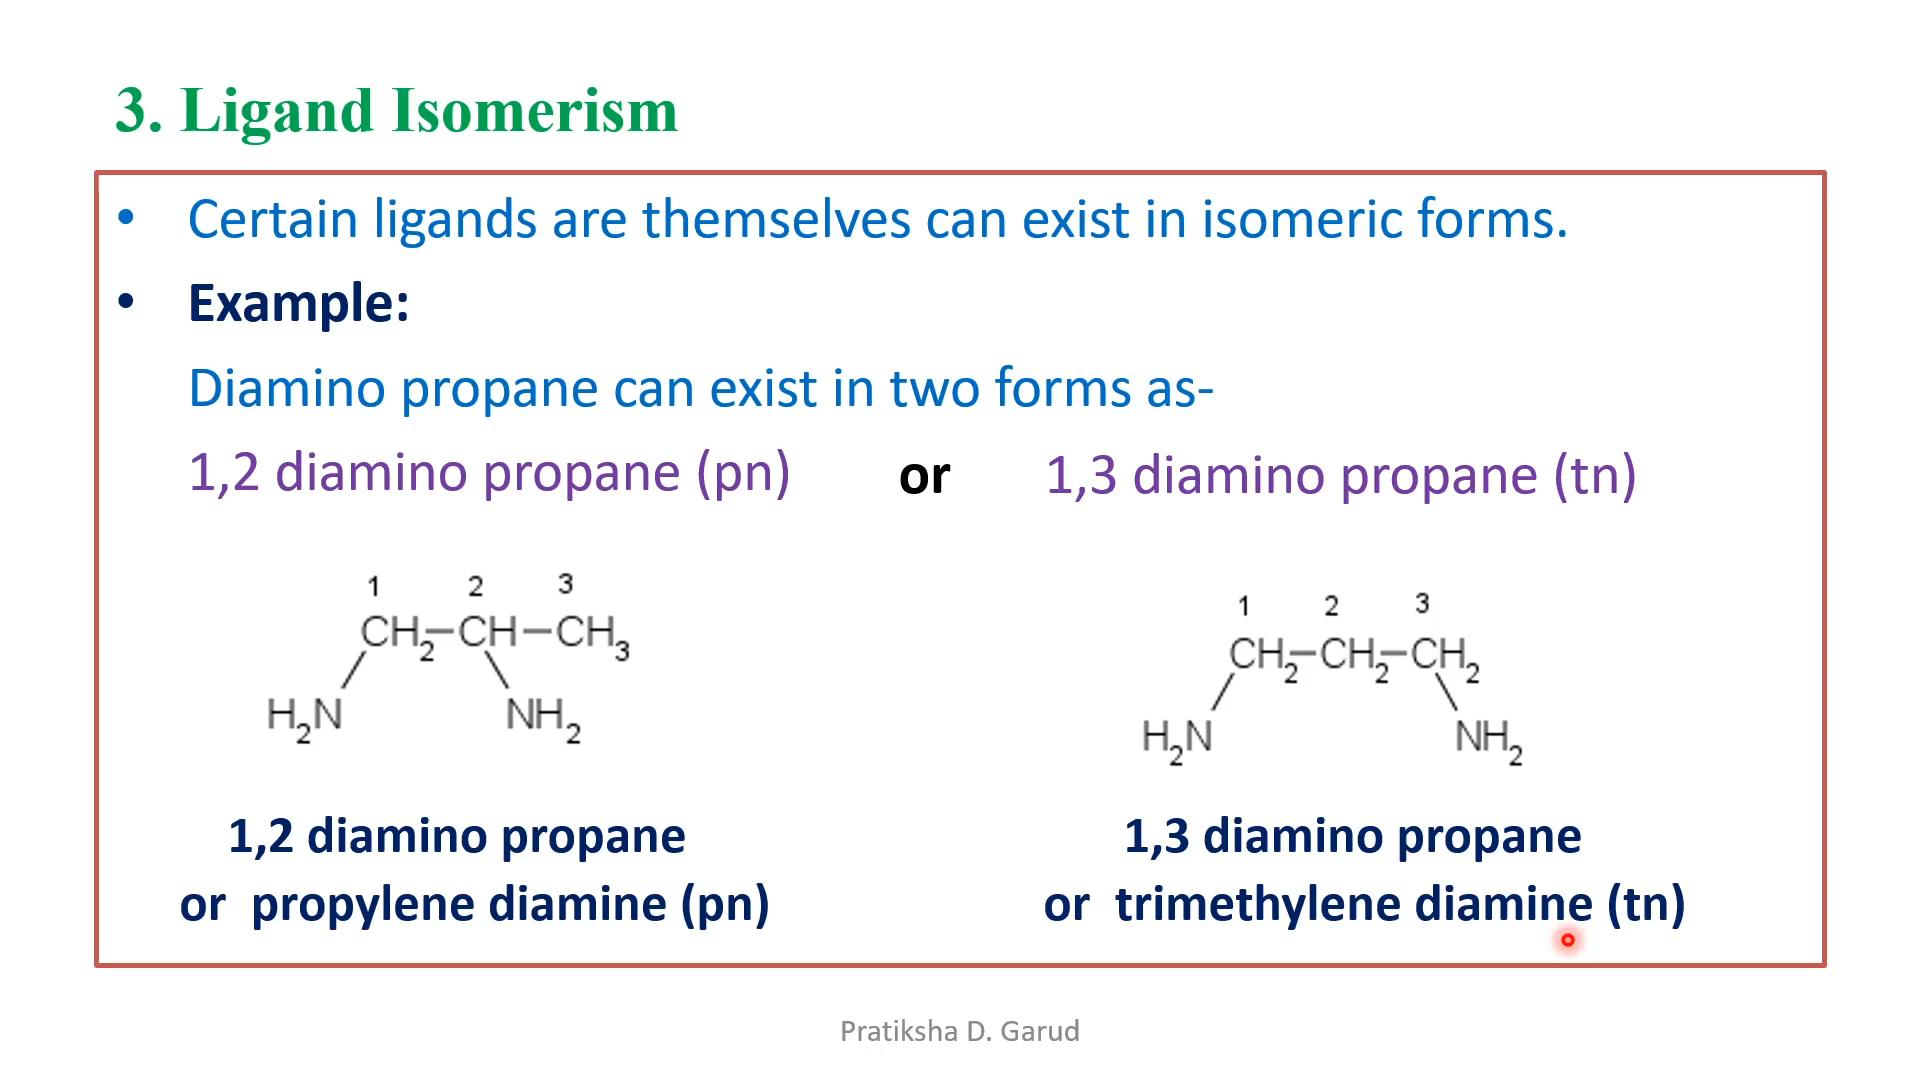 3. Ligand Isomerism
• Certain ligands are themselves can exist in isomeric forms.
• Example:
Diamino propane can exist in two forms as-
1,2 diamino propane (pn) or 1,3 diamino propane (tn)
1 2 3
CH₂–CH–CH₃
H₂N NH₂
1 2 3
CH₂–CH₂–CH₂
H₂N NH₂
1,2 diamino propane
or propylene diamine (pn)
1,3 diamino propane
or trimethylene diamine (tn)
Pratiksha D. Garud